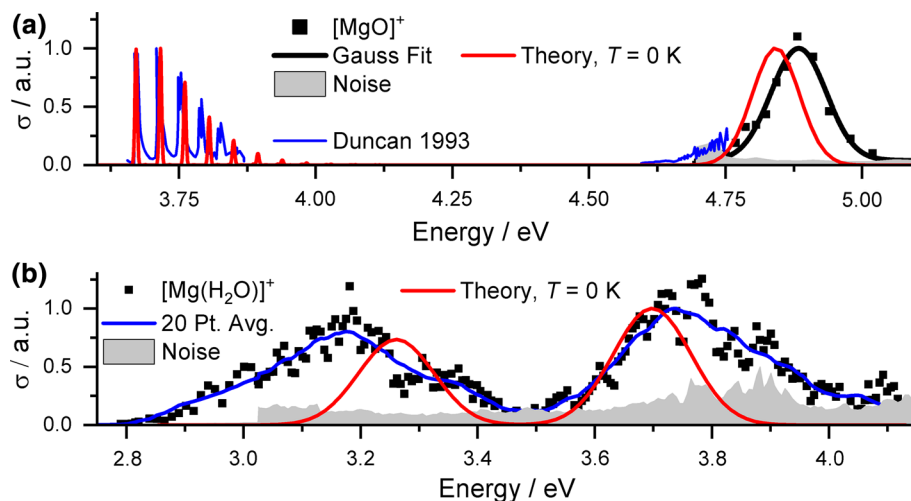 (a)
[MgO]⁺
Gauss Fit
Theory, T = 0 K
Noise
Duncan 1993
σ / a.u.
1.0
0.5
0.0
3.75 4.00 4.25 4.50 4.75 5.00
Energy / eV
(b)
[Mg(H₂O)]⁺
Theory, T = 0 K
20 Pt. Avg.
Noise
σ / a.u.
1.0
0.5
0.0
2.8 3.0 3.2 3.4 3.6 3.8 4.0
Energy / eV